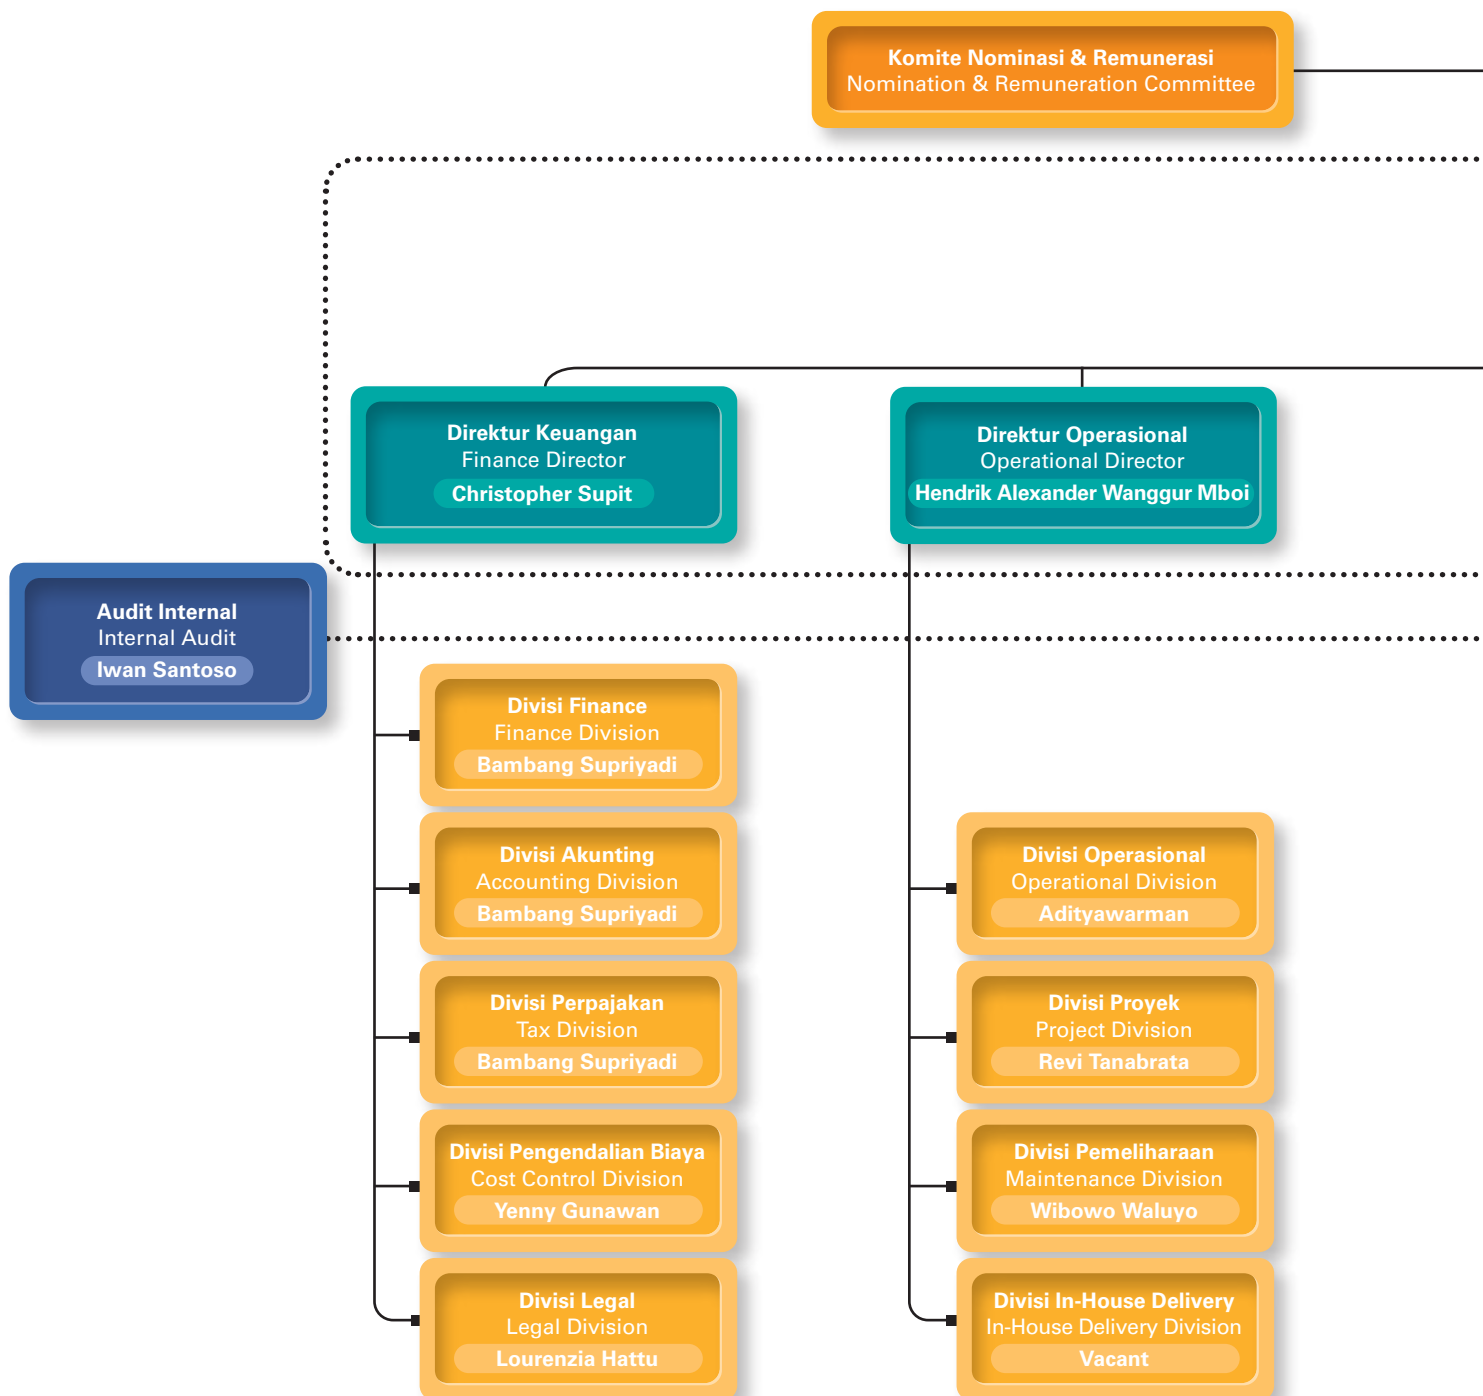 Komite Nominasi & Remunerasi
Nomination & Remuneration Committee
Direktur Keuangan
Finance Director
Christopher Supit
Direktur Operasional
Operational Director
Hendrik Alexander Wanggur Mboi
Audit Internal
Internal Audit
Iwan Santoso
Divisi Finance
Finance Division
Bambang Supriyadi
Divisi Akunting
Accounting Division
Bambang Supriyadi
Divisi Perpajakan
Tax Division
Bambang Supriyadi
Divisi Pengendalian Biaya
Cost Control Division
Yenny Gunawan
Divisi Legal
Legal Division
Lourenzia Hattu
Divisi Operasional
Operational Division
Adityawarman
Divisi Proyek
Project Division
Revi Tanabrata
Divisi Pemeliharaan
Maintenance Division
Wibowo Waluyo
Divisi In-House Delivery
In-House Delivery Division
Vacant